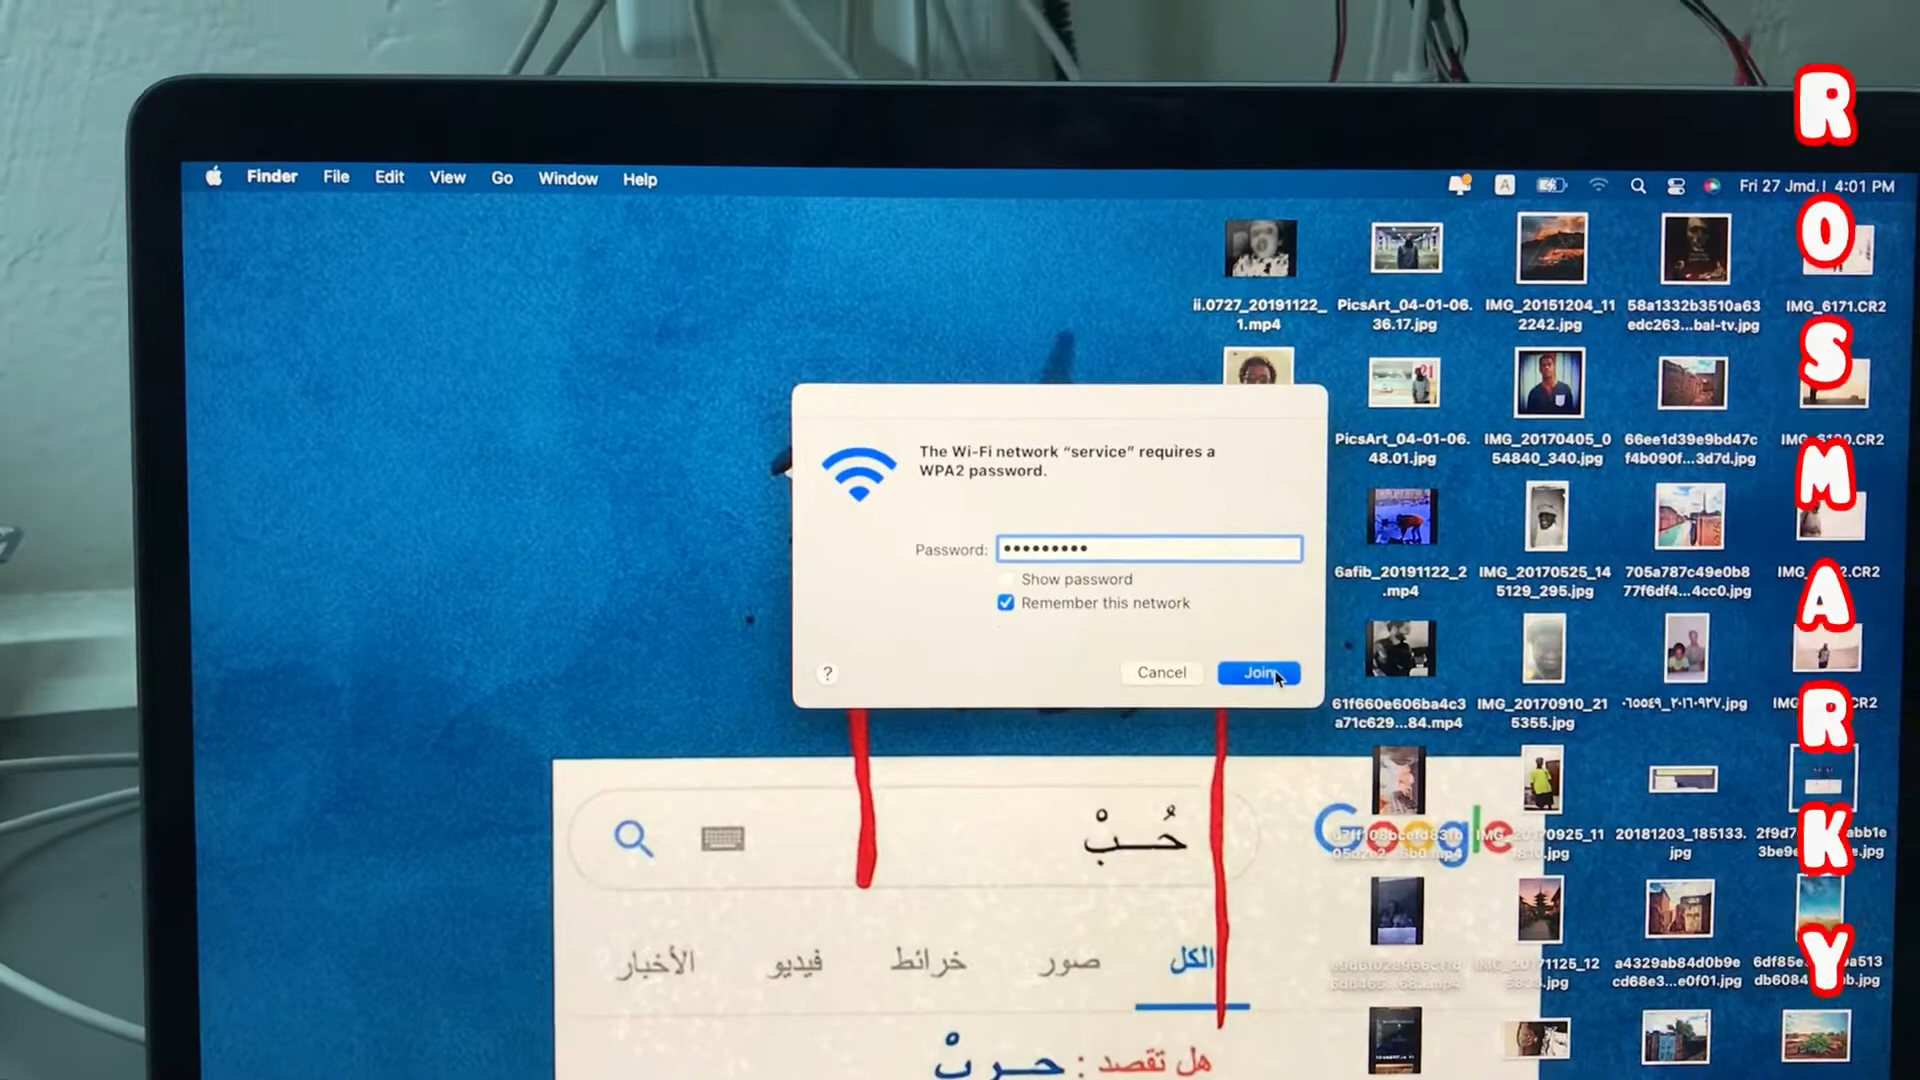 Finder File Edit View Go Window Help
A
Fri 27 Jmd. I 4:01 PM
ii.0727_20191122_
1.mp4
PicsArt_04-01-06.
36.17.jpg
IMG_20151204_11
2242.jpg
58a1332b3510a63
edc263...bal-tv.jpg
IMG_6171.CR2
PicsArt_04-01-06.
48.01.jpg
IMG_20170405_0
54840_340.jpg
66ee1d39e9bd47c
f4b090f...3d7d.jpg
The Wi-Fi network “service” requires a
WPA2 password.
Password:
Show password
Remember this network
?
Cancel
Join
6afib_20191122_2
.mp4
IMG_20170525_14
5129_295.jpg
705a787c49e0b8
77f6df4...4cc0.jpg
61f660e606ba4c3
a71c629...84.mp4
IMG_20170910_21
5355.jpg
20181203_185133.
jpg
a4329ab84d0b9e
cd68e3...e0f01.jpg
حُـــبْ
Google
الكل
صور
خرائط
فيديو
الأخبار
هل تقصد : حـــربْ
R
O
S
M
A
R
K
Y